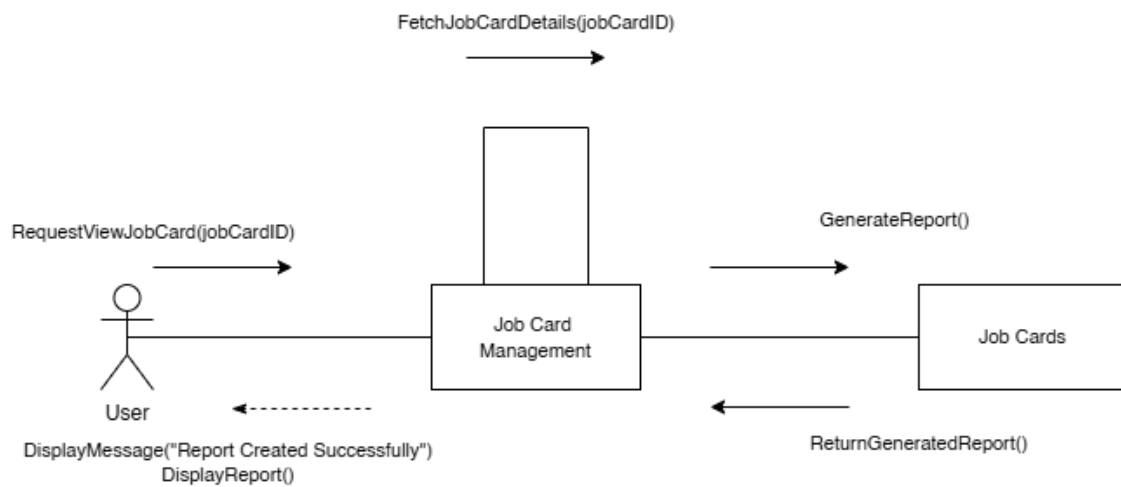 FetchJobCardDetails(jobCardID)
RequestViewJobCard(jobCardID)
GenerateReport()
Job Card
Management
Job Cards
User
DisplayMessage("Report Created Successfully")
DisplayReport()
ReturnGeneratedReport()